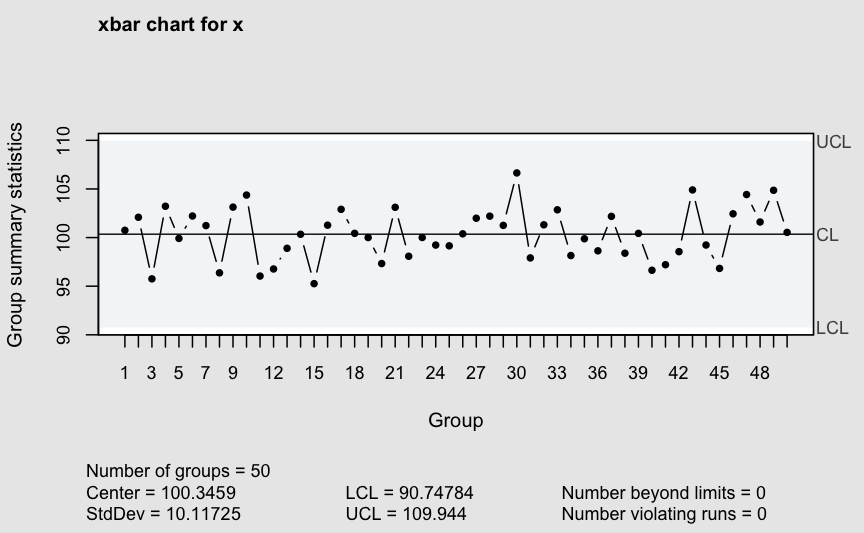 xbar chart for x
Group summary statistics
110
105
100
95
90
UCL
CL
LCL
1 3 5 7 9 12 15 18 21 24 27 30 33 36 39 42 45 48
Group
Number of groups = 50
Center = 100.3459 LCL = 90.74784 Number beyond limits = 0
StdDev = 10.11725 UCL = 109.944 Number violating runs = 0